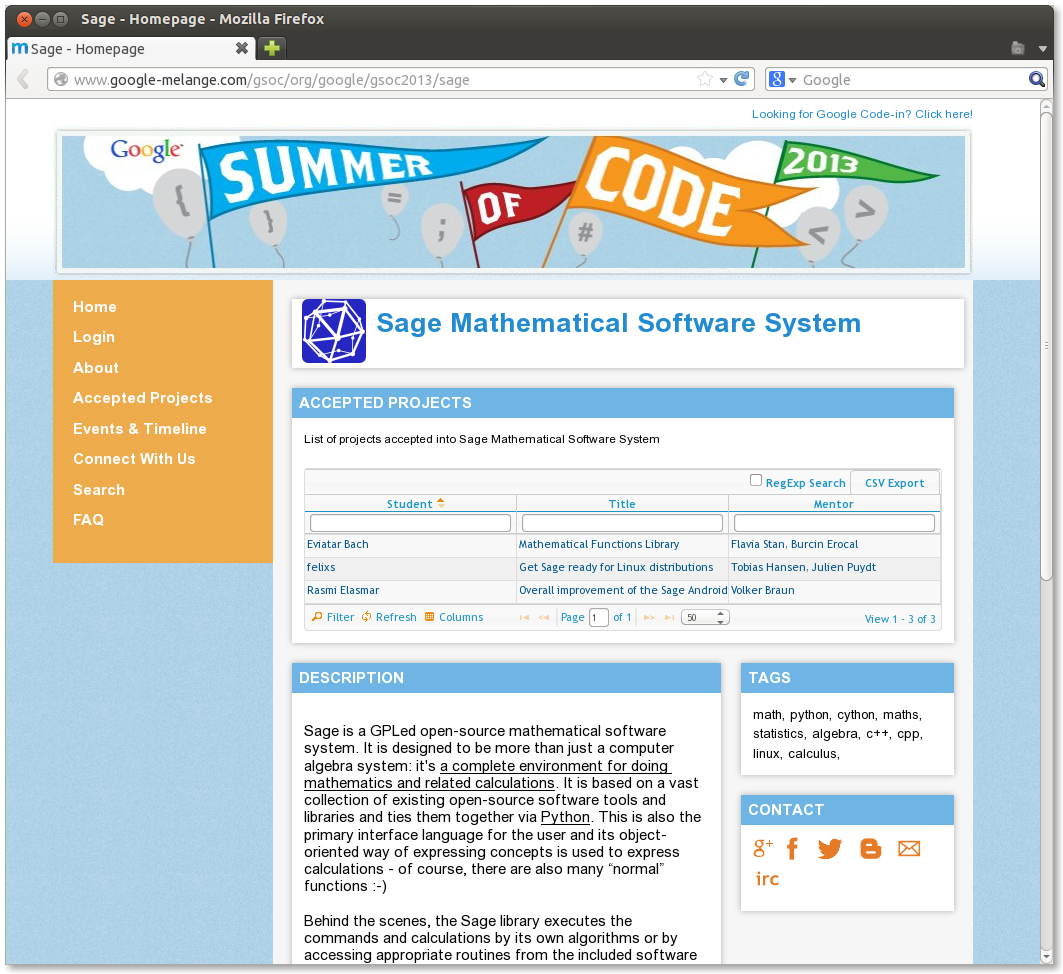 Sage - Homepage - Mozilla Firefox
m Sage - Homepage
www.google-melange.com/gsoc/org/google/gsoc2013/sage
8 Google
Looking for Google Code-in? Click here!
Google
SUMMER OF CODE 2013
{ } = ; # < >
Home
Login
About
Accepted Projects
Events & Timeline
Connect With Us
Search
FAQ
Sage Mathematical Software System
ACCEPTED PROJECTS
List of projects accepted into Sage Mathematical Software System
RegExp Search CSV Export
Student Title Mentor
Eviatar Bach Mathematical Functions Library Flavia Stan, Burcin Erocal
felixs Get Sage ready for Linux distributions Tobias Hansen, Julien Puydt
Rasmi Elasmar Overall improvement of the Sage Android Volker Braun
Filter Refresh Columns Page 1 of 1 50 View 1 - 3 of 3
DESCRIPTION
Sage is a GPLed open-source mathematical software
system. It is designed to be more than just a computer
algebra system: it's a complete environment for doing
mathematics and related calculations. It is based on a vast
collection of existing open-source software tools and
libraries and ties them together via Python. This is also the
primary interface language for the user and its object-
oriented way of expressing concepts is used to express
calculations - of course, there are also many “normal”
functions :-)
Behind the scenes, the Sage library executes the
commands and calculations by its own algorithms or by
accessing appropriate routines from the included software
TAGS
math, python, cython, maths,
statistics, algebra, c++, cpp,
linux, calculus,
CONTACT
g+ f
irc